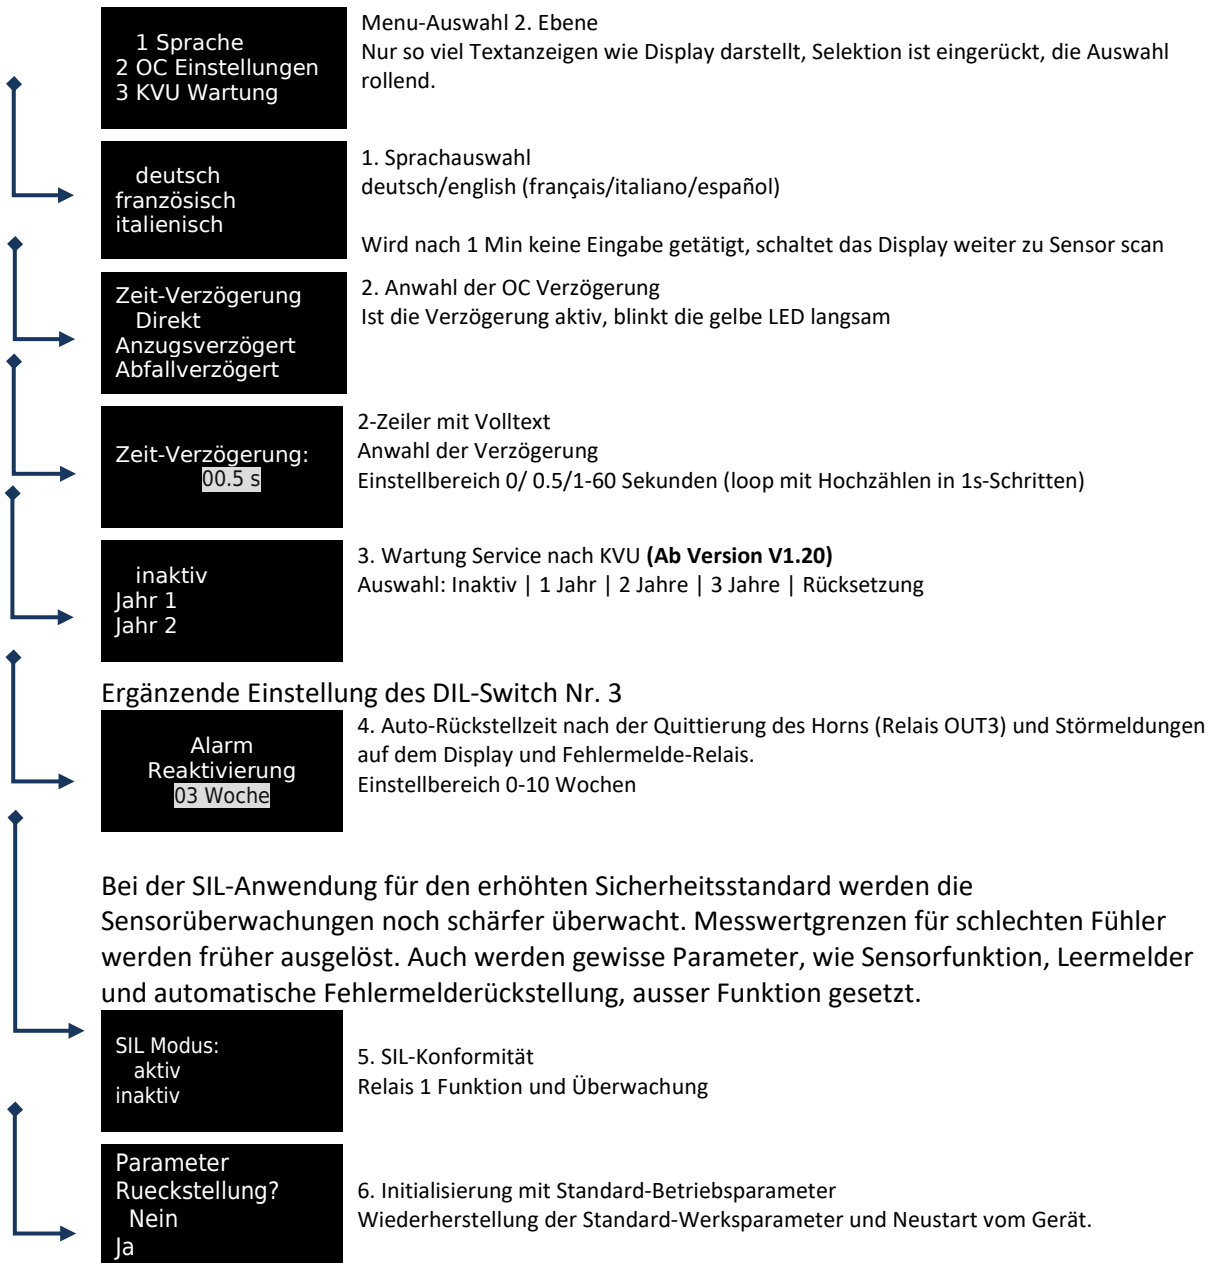 1 Sprache
2 OC Einstellungen
3 KVU Wartung
Menu-Auswahl 2. Ebene
Nur so viel Textanzeigen wie Display darstellt, Selektion ist eingerückt, die Auswahl
rollend.
deutsch
französisch
italienisch
1. Sprachauswahl
deutsch/english (français/italiano/español)
Wird nach 1 Min keine Eingabe getätigt, schaltet das Display weiter zu Sensor scan
Zeit-Verzögerung
Direkt
Anzugsverzögert
Abfallverzögert
2. Anwahl der OC Verzögerung
Ist die Verzögerung aktiv, blinkt die gelbe LED langsam
Zeit-Verzögerung:
00.5 s
2-Zeiler mit Volltext
Anwahl der Verzögerung
Einstellbereich 0/ 0.5/1-60 Sekunden (loop mit Hochzählen in 1s-Schritten)
inaktiv
Jahr 1
Jahr 2
3. Wartung Service nach KVU (Ab Version V1.20)
Auswahl: Inaktiv | 1 Jahr | 2 Jahre | 3 Jahre | Rücksetzung
Ergänzende Einstellung des DIL-Switch Nr. 3
Alarm
Reaktivierung
03 Woche
4. Auto-Rückstellzeit nach der Quittierung des Horns (Relais OUT3) und Störmeldungen
auf dem Display und Fehlermelde-Relais.
Einstellbereich 0-10 Wochen
Bei der SIL-Anwendung für den erhöhten Sicherheitsstandard werden die
Sensorüberwachungen noch schärfer überwacht. Messwertgrenzen für schlechten Fühler
werden früher ausgelöst. Auch werden gewisse Parameter, wie Sensorfunktion, Leermelder
und automatische Fehlermelderückstellung, ausser Funktion gesetzt.
SIL Modus:
aktiv
inaktiv
5. SIL-Konformität
Relais 1 Funktion und Überwachung
Parameter
Rueckstellung?
Nein
Ja
6. Initialisierung mit Standard-Betriebsparameter
Wiederherstellung der Standard-Werksparameter und Neustart vom Gerät.